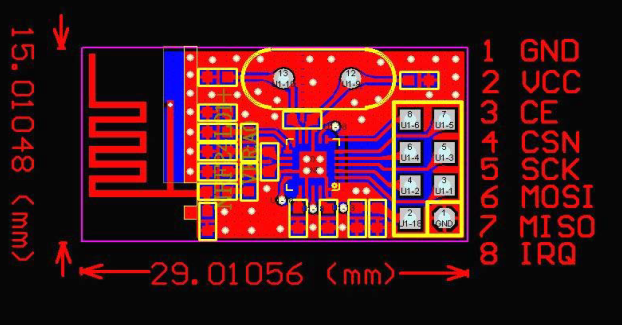 15.01048 (mm)
1 GND
2 VCC
3 CE
4 CSN
5 SCK
6 MOSI
7 MISO
8 IRQ
29.01056 (mm)
13
12
U1-9
8
U1-6
7
U1-5
6
U1-4
5
U1-3
4
U1-2
3
U1-1
2
U1-18
1
GND